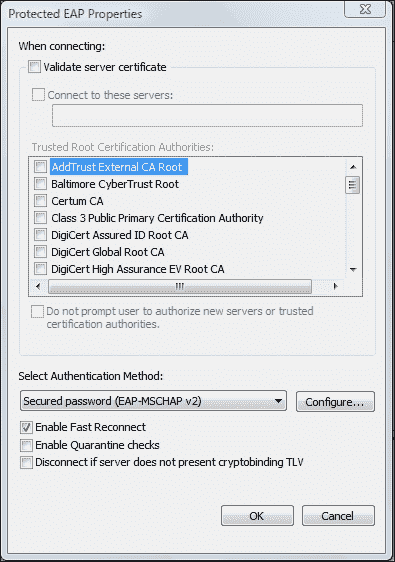 Protected EAP Properties
When connecting:
Validate server certificate
Connect to these servers:
Trusted Root Certification Authorities:
AddTrust External CA Root
Baltimore CyberTrust Root
Certum CA
Class 3 Public Primary Certification Authority
DigiCert Assured ID Root CA
DigiCert Global Root CA
DigiCert High Assurance EV Root CA
Do not prompt user to authorize new servers or trusted
certification authorities.
Select Authentication Method:
Secured password (EAP-MSCHAP v2)
Configure...
Enable Fast Reconnect
Enable Quarantine checks
Disconnect if server does not present cryptobinding TLV
OK
Cancel